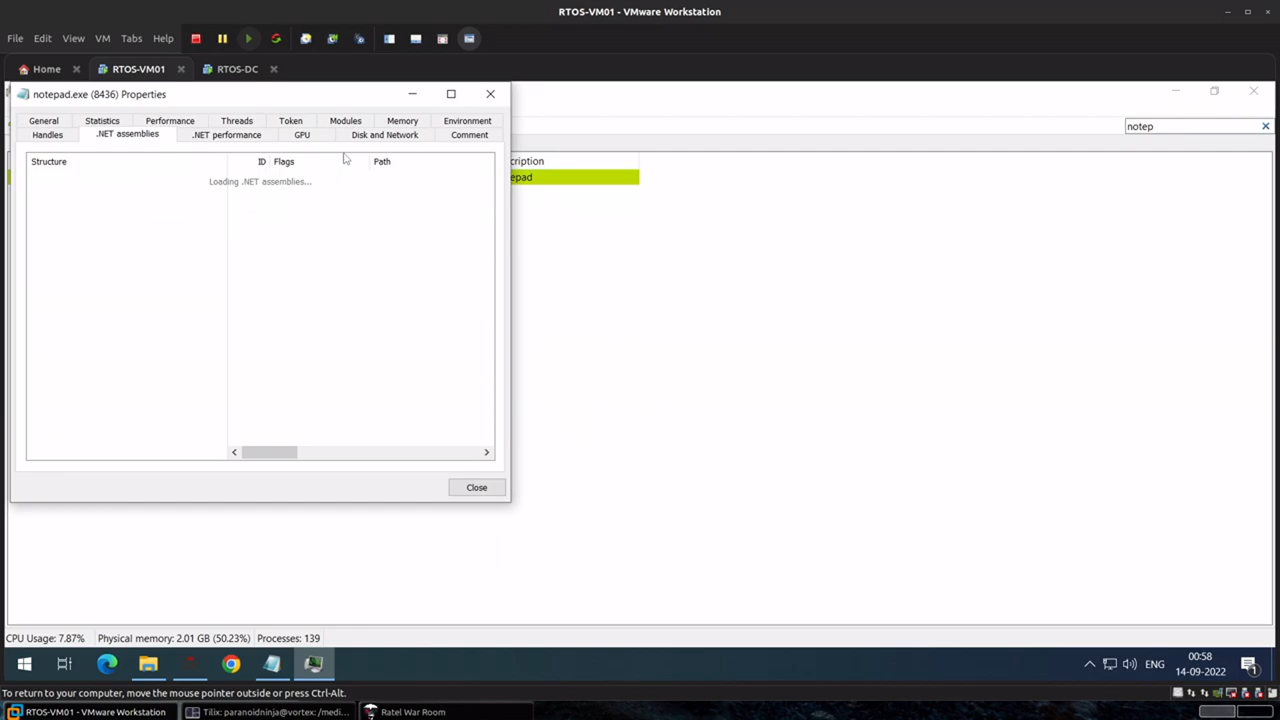 RTOS-VM01 - VMware Workstation
File Edit View VM Tabs Help
Home RTOS-VM01 RTOS-DC
notepad.exe (8436) Properties
General Statistics Performance Threads Token Modules Memory Environment
notep
Handles .NET assemblies .NET performance GPU Disk and Network Comment
Structure ID Flags Path
cription
Loading .NET assemblies...
epad
Close
CPU Usage: 7.87% Physical memory: 2.01 GB (50.23%) Processes: 139
ENG
00:58
14-09-2022
1
To return to your computer, move the mouse pointer outside or press Ctrl-Alt.
RTOS-VM01 - VMware Workstation Tilix: paranoidninja@vortex: /medi... Ratel War Room